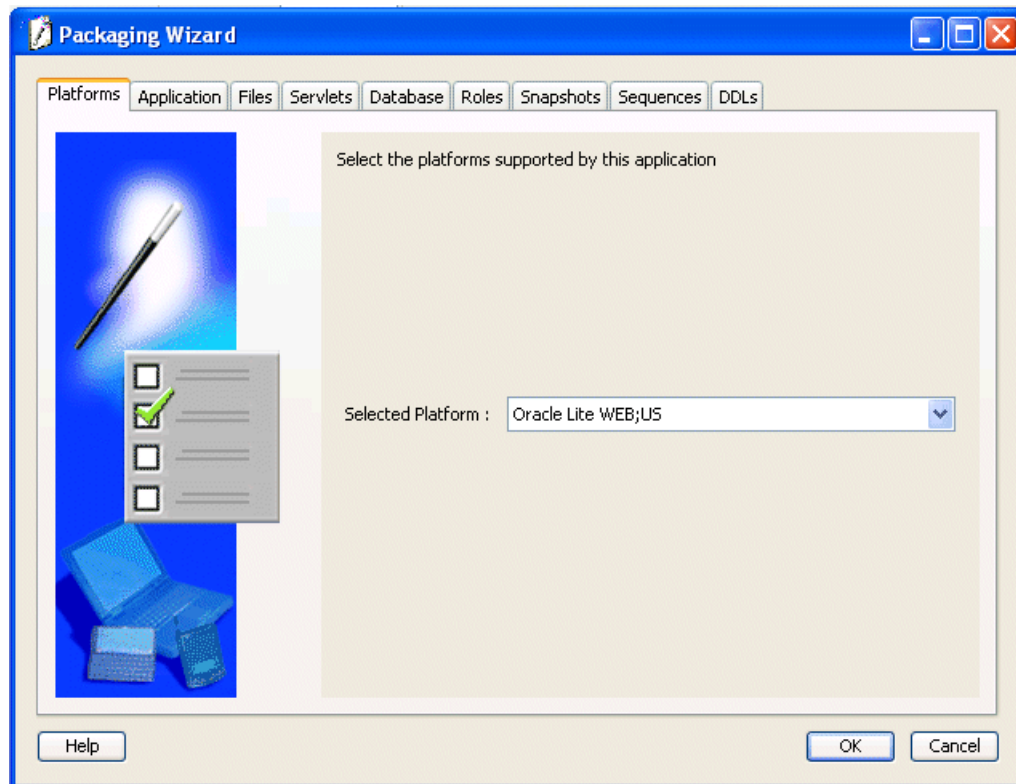 Packaging Wizard
Platforms Application Files Servlets Database Roles Snapshots Sequences DDLs
Select the platforms supported by this application
Selected Platform : Oracle Lite WEB;US
Help OK Cancel